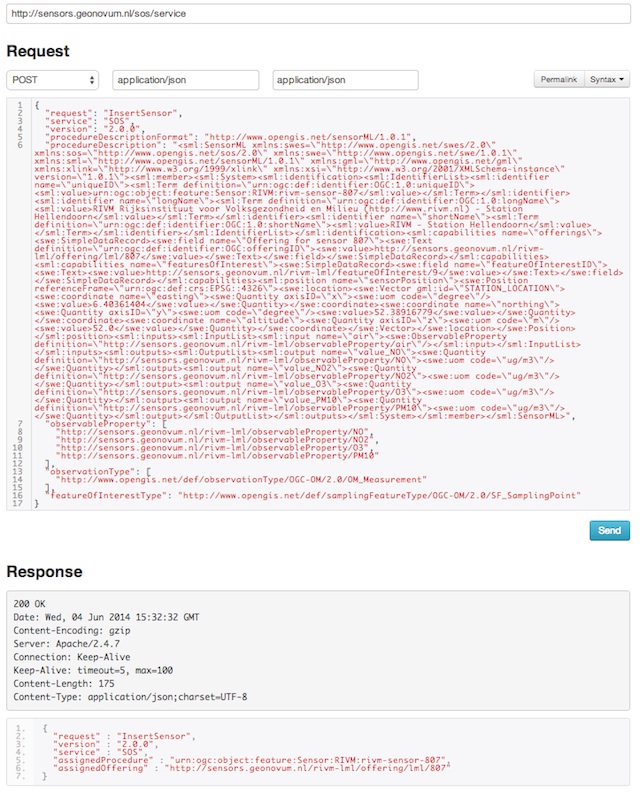 http://sensors.geonovum.nl/sos/service
Request
POST application/json application/json Permalink Syntax
1 {
2 "request": "InsertSensor",
3 "service": "SOS",
4 "version": "2.0.0",
5 "procedureDescriptionFormat": "http://www.opengis.net/sensorML/1.0.1",
6 "procedureDescription": "<sml:SensorML xmlns:swes=\"http://www.opengis.net/swes/2.0\"
xmlns:sos=\"http://www.opengis.net/sos/2.0\" xmlns:swe=\"http://www.opengis.net/swe/1.0.1\"
xmlns:sml=\"http://www.opengis.net/sensorML/1.0.1\" xmlns:gml=\"http://www.opengis.net/gml\"
xmlns:xlink=\"http://www.w3.org/1999/xlink\" xmlns:xsi=\"http://www.w3.org/2001/XMLSchema-instance\"
version=\"1.0.1\"><sml:member><sml:System><sml:identification><sml:IdentifierList><sml:identifier
name=\"uniqueID\"><sml:Term definition=\"urn:ogc:def:identifier:OGC:1.0:uniqueID\">
<sml:value>urn:ogc:object:feature:Sensor:RIVM:rivm-sensor-807</sml:value></sml:Term></sml:identifier>
<sml:identifier name=\"longName\"><sml:Term definition=\"urn:ogc:def:identifier:OGC:1.0:longName\">
<sml:value>RIVM Rijksinstituut voor Volksgezondheid en Milieu (http://www.rivm.nl) - Station
Hellendoorn</sml:value></sml:Term></sml:identifier><sml:identifier name=\"shortName\"><sml:Term
definition=\"urn:ogc:def:identifier:OGC:1.0:shortName\"><sml:value>RIVM - Station Hellendoorn</sml:value>
</sml:Term></sml:identifier></sml:IdentifierList></sml:identification><sml:capabilities name=\"offerings\">
<swe:SimpleDataRecord><swe:field name=\"Offering for sensor 807\"><swe:Text
definition=\"urn:ogc:def:identifier:OGC:offeringID\"><swe:value>http://sensors.geonovum.nl/rivm-
lml/offering/lml/807</swe:value></swe:Text></swe:field></swe:SimpleDataRecord></sml:capabilities>
<sml:capabilities name=\"featuresOfInterest\"><swe:SimpleDataRecord><swe:field name=\"featureOfInterestID\">
<swe:Text><swe:value>http://sensors.geonovum.nl/rivm-lml/featureOfInterest/9</swe:value></swe:Text></swe:field>
</swe:SimpleDataRecord></sml:capabilities><sml:position name=\"sensorPosition\"><swe:Position
referenceFrame=\"urn:ogc:def:crs:EPSG::4326\"><swe:location><swe:Vector gml:id=\"STATION_LOCATION\">
<swe:coordinate name=\"easting\"><swe:Quantity axisID=\"x\"><swe:uom code=\"degree\"/>
<swe:value>6.40361404</swe:value></swe:Quantity></swe:coordinate><swe:coordinate name=\"northing\">
<swe:Quantity axisID=\"y\"><swe:uom code=\"degree\"/><swe:value>52.38916779</swe:value></swe:Quantity>
</swe:coordinate><swe:coordinate name=\"altitude\"><swe:Quantity axisID=\"z\"><swe:uom code=\"m\"/>
<swe:value>52.0</swe:value></swe:Quantity></swe:coordinate></swe:Vector></swe:location></swe:Position>
</sml:position><sml:inputs><sml:InputList><sml:input name=\"air\"><swe:ObservableProperty
definition=\"http://sensors.geonovum.nl/rivm-lml/observableProperty/air\"/></sml:input></sml:InputList>
</sml:inputs><sml:outputs><sml:OutputList><sml:output name=\"value_NO\"><swe:Quantity
definition=\"http://sensors.geonovum.nl/rivm-lml/observableProperty/NO\"><swe:uom code=\"ug/m3\"/>
</swe:Quantity></sml:output><sml:output name=\"value_NO2\"><swe:Quantity
definition=\"http://sensors.geonovum.nl/rivm-lml/observableProperty/NO2\"><swe:uom code=\"ug/m3\"/>
</swe:Quantity></sml:output><sml:output name=\"value_O3\"><swe:Quantity
definition=\"http://sensors.geonovum.nl/rivm-lml/observableProperty/O3\"><swe:uom code=\"ug/m3\"/>
</swe:Quantity></sml:output><sml:output name=\"value_PM10\"><swe:Quantity
definition=\"http://sensors.geonovum.nl/rivm-lml/observableProperty/PM10\"><swe:uom code=\"ug/m3\"/>
</swe:Quantity></sml:output></sml:OutputList></sml:outputs></sml:System></sml:member></sml:SensorML>",
7 "observableProperty": [
8 "http://sensors.geonovum.nl/rivm-lml/observableProperty/NO",
9 "http://sensors.geonovum.nl/rivm-lml/observableProperty/NO2",
10 "http://sensors.geonovum.nl/rivm-lml/observableProperty/O3",
11 "http://sensors.geonovum.nl/rivm-lml/observableProperty/PM10"
12 ],
13 "observationType": [
14 "http://www.opengis.net/def/observationType/OGC-OM/2.0/OM_Measurement"
15 ],
16 "featureOfInterestType": "http://www.opengis.net/def/samplingFeatureType/OGC-OM/2.0/SF_SamplingPoint"
17 }
Send
Response
200 OK
Date: Wed, 04 Jun 2014 15:32:32 GMT
Content-Encoding: gzip
Server: Apache/2.4.7
Connection: Keep-Alive
Keep-Alive: timeout=5, max=100
Content-Length: 175
Content-Type: application/json;charset=UTF-8
1. {
2. "request" : "InsertSensor",
3. "version" : "2.0.0",
4. "service" : "SOS",
5. "assignedProcedure" : "urn:ogc:object:feature:Sensor:RIVM:rivm-sensor-807",
6. "assignedOffering" : "http://sensors.geonovum.nl/rivm-lml/offering/lml/807"
7. }